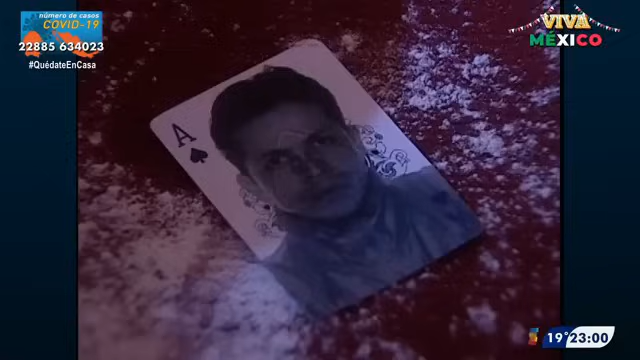 número de casos
COVID-19
22885 634023
#QuédateEnCasa
VIVA
MÉXICO
A
19°23:00